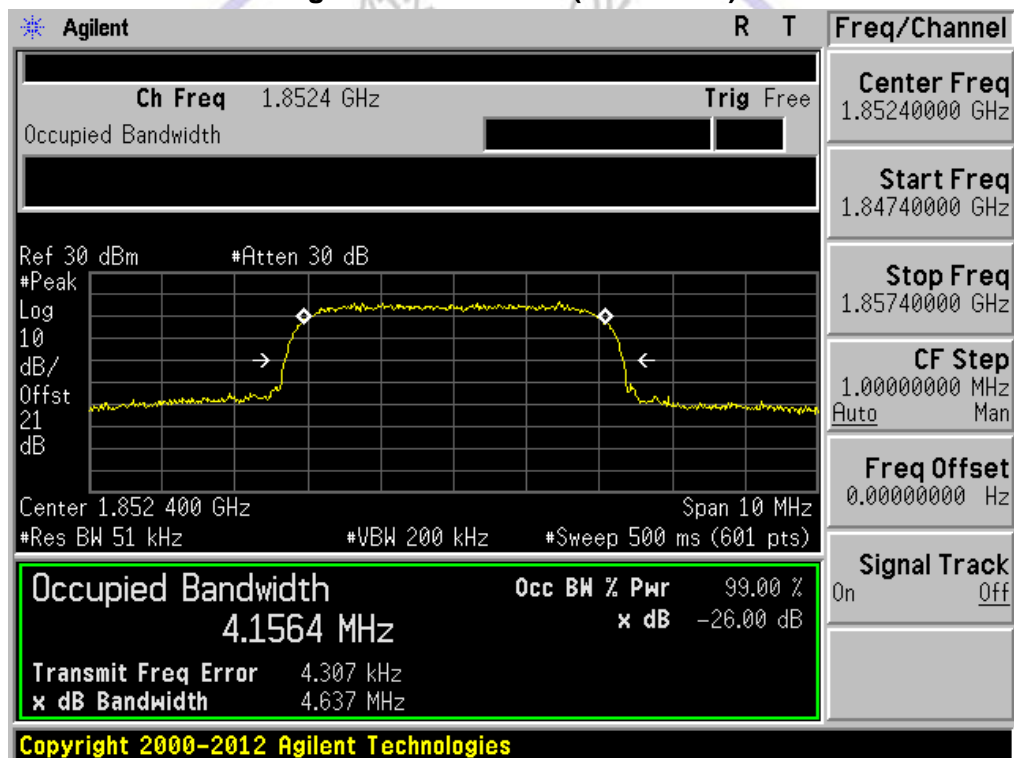 Agilent R T Freq/Channel
Ch Freq 1.8524 GHz Trig Free
Occupied Bandwidth
Center Freq
1.85240000 GHz
Start Freq
1.84740000 GHz
Stop Freq
1.85740000 GHz
CF Step
1.00000000 MHz
Auto Man
Freq Offset
0.00000000 Hz
Signal Track
On Off
Ref 30 dBm #Atten 30 dB
#Peak
Log
10
dB/
Offst
21
dB
Center 1.852 400 GHz Span 10 MHz
#Res BW 51 kHz #VBW 200 kHz #Sweep 500 ms (601 pts)
Occupied Bandwidth
4.1564 MHz
Occ BW % Pwr 99.00 %
x dB -26.00 dB
Transmit Freq Error 4.307 kHz
x dB Bandwidth 4.637 MHz
Copyright 2000-2012 Agilent Technologies